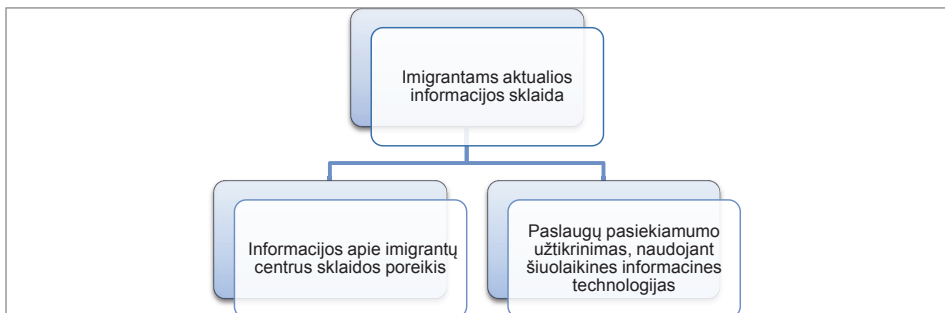 Imigrantams aktualios
informacijos sklaida
Informacijos apie imigrantų
centrus sklaidos poreikis
Paslaugų pasiekiamumo
užtikrinimas, naudojant
šiuolaikines informacines
technologijas